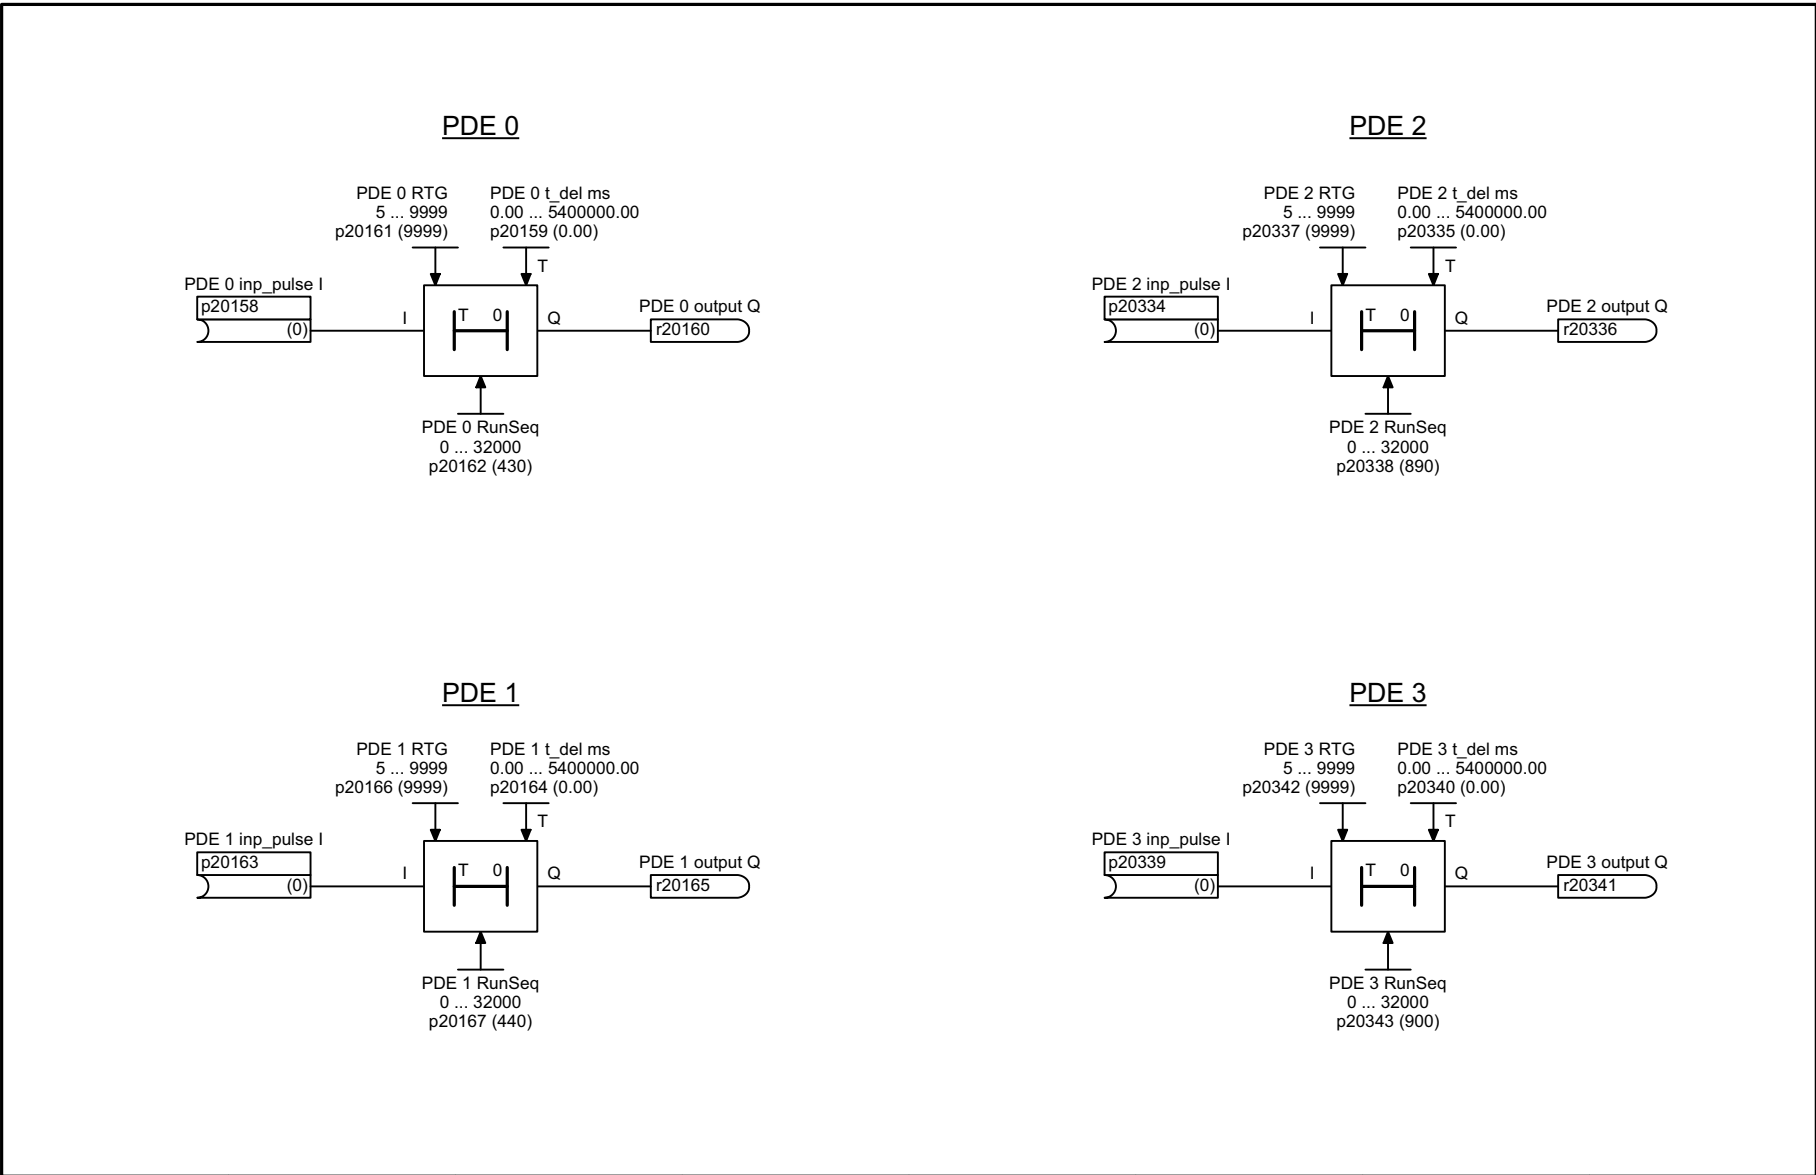 PDE 0
PDE 0 RTG
5 ... 9999
p20161 (9999)
PDE 0 t_del ms
0.00 ... 5400000.00
p20159 (0.00)
T
PDE 0 inp_pulse I
p20158
(0)
I
T 0
Q
PDE 0 output Q
r20160
PDE 0 RunSeq
0 ... 32000
p20162 (430)
PDE 2
PDE 2 RTG
5 ... 9999
p20337 (9999)
PDE 2 t_del ms
0.00 ... 5400000.00
p20335 (0.00)
T
PDE 2 inp_pulse I
p20334
(0)
I
T 0
Q
PDE 2 output Q
r20336
PDE 2 RunSeq
0 ... 32000
p20338 (890)
PDE 1
PDE 1 RTG
5 ... 9999
p20166 (9999)
PDE 1 t_del ms
0.00 ... 5400000.00
p20164 (0.00)
T
PDE 1 inp_pulse I
p20163
(0)
I
T 0
Q
PDE 1 output Q
r20165
PDE 1 RunSeq
0 ... 32000
p20167 (440)
PDE 3
PDE 3 RTG
5 ... 9999
p20342 (9999)
PDE 3 t_del ms
0.00 ... 5400000.00
p20340 (0.00)
T
PDE 3 inp_pulse I
p20339
(0)
I
T 0
Q
PDE 3 output Q
r20341
PDE 3 RunSeq
0 ... 32000
p20343 (900)